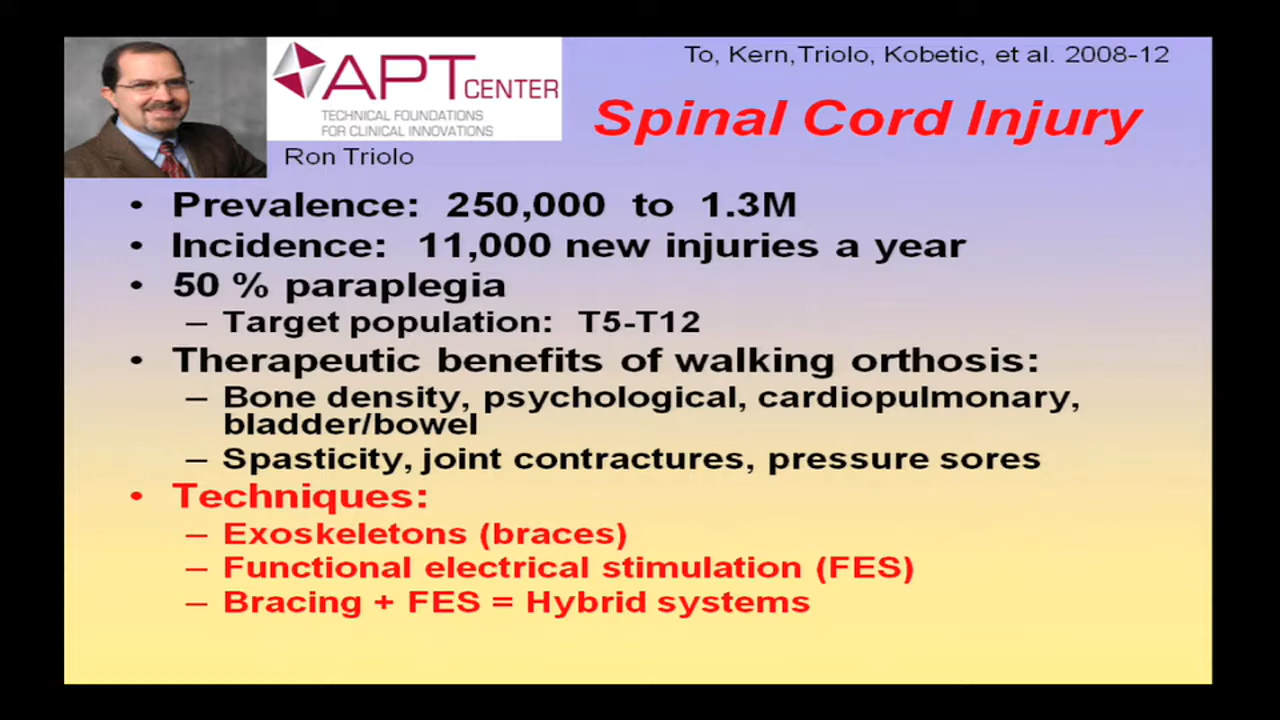 To, Kern,Triolo, Kobetic, et al. 2008-12
APT CENTER
TECHNICAL FOUNDATIONS
FOR CLINICAL INNOVATIONS
Ron Triolo
Spinal Cord Injury
• Prevalence: 250,000 to 1.3M
• Incidence: 11,000 new injuries a year
• 50 % paraplegia
– Target population: T5-T12
• Therapeutic benefits of walking orthosis:
– Bone density, psychological, cardiopulmonary,
bladder/bowel
– Spasticity, joint contractures, pressure sores
• Techniques:
– Exoskeletons (braces)
– Functional electrical stimulation (FES)
– Bracing + FES = Hybrid systems